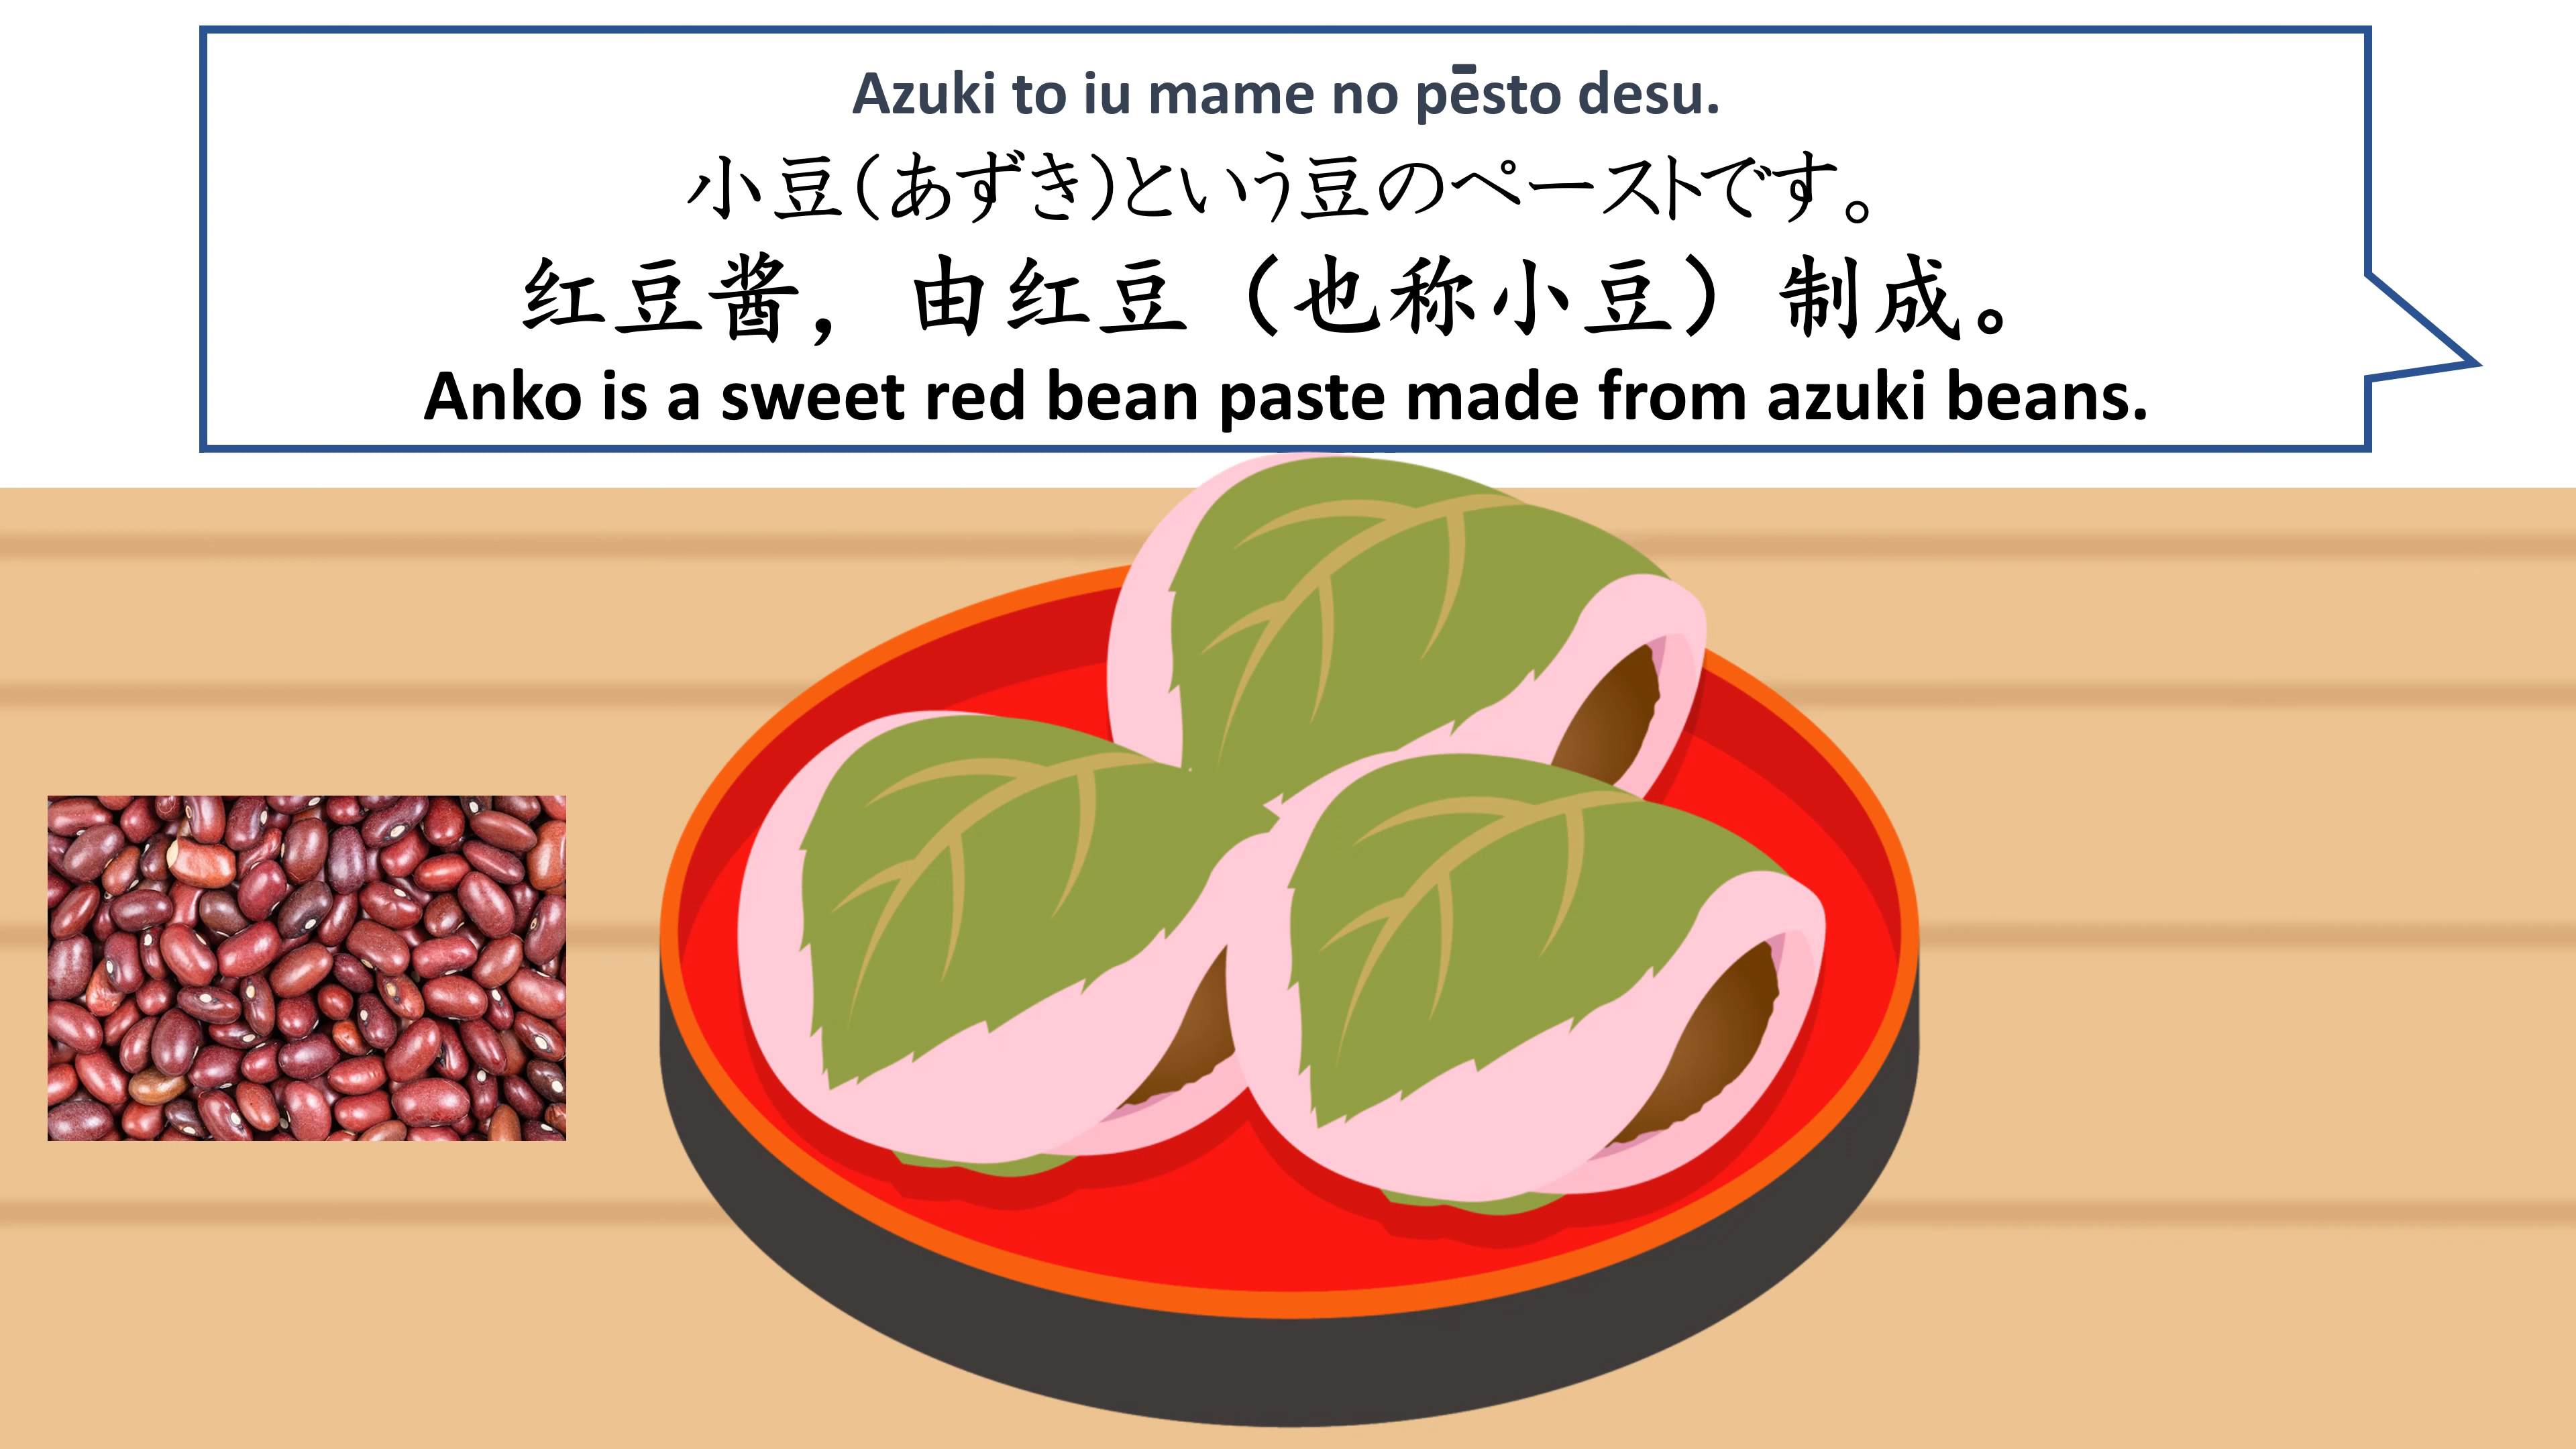 Azuki to iu mame no pēsto desu.
小豆（あずき）という豆のペーストです。
红豆酱，由红豆（也称小豆）制成。
Anko is a sweet red bean paste made from azuki beans.